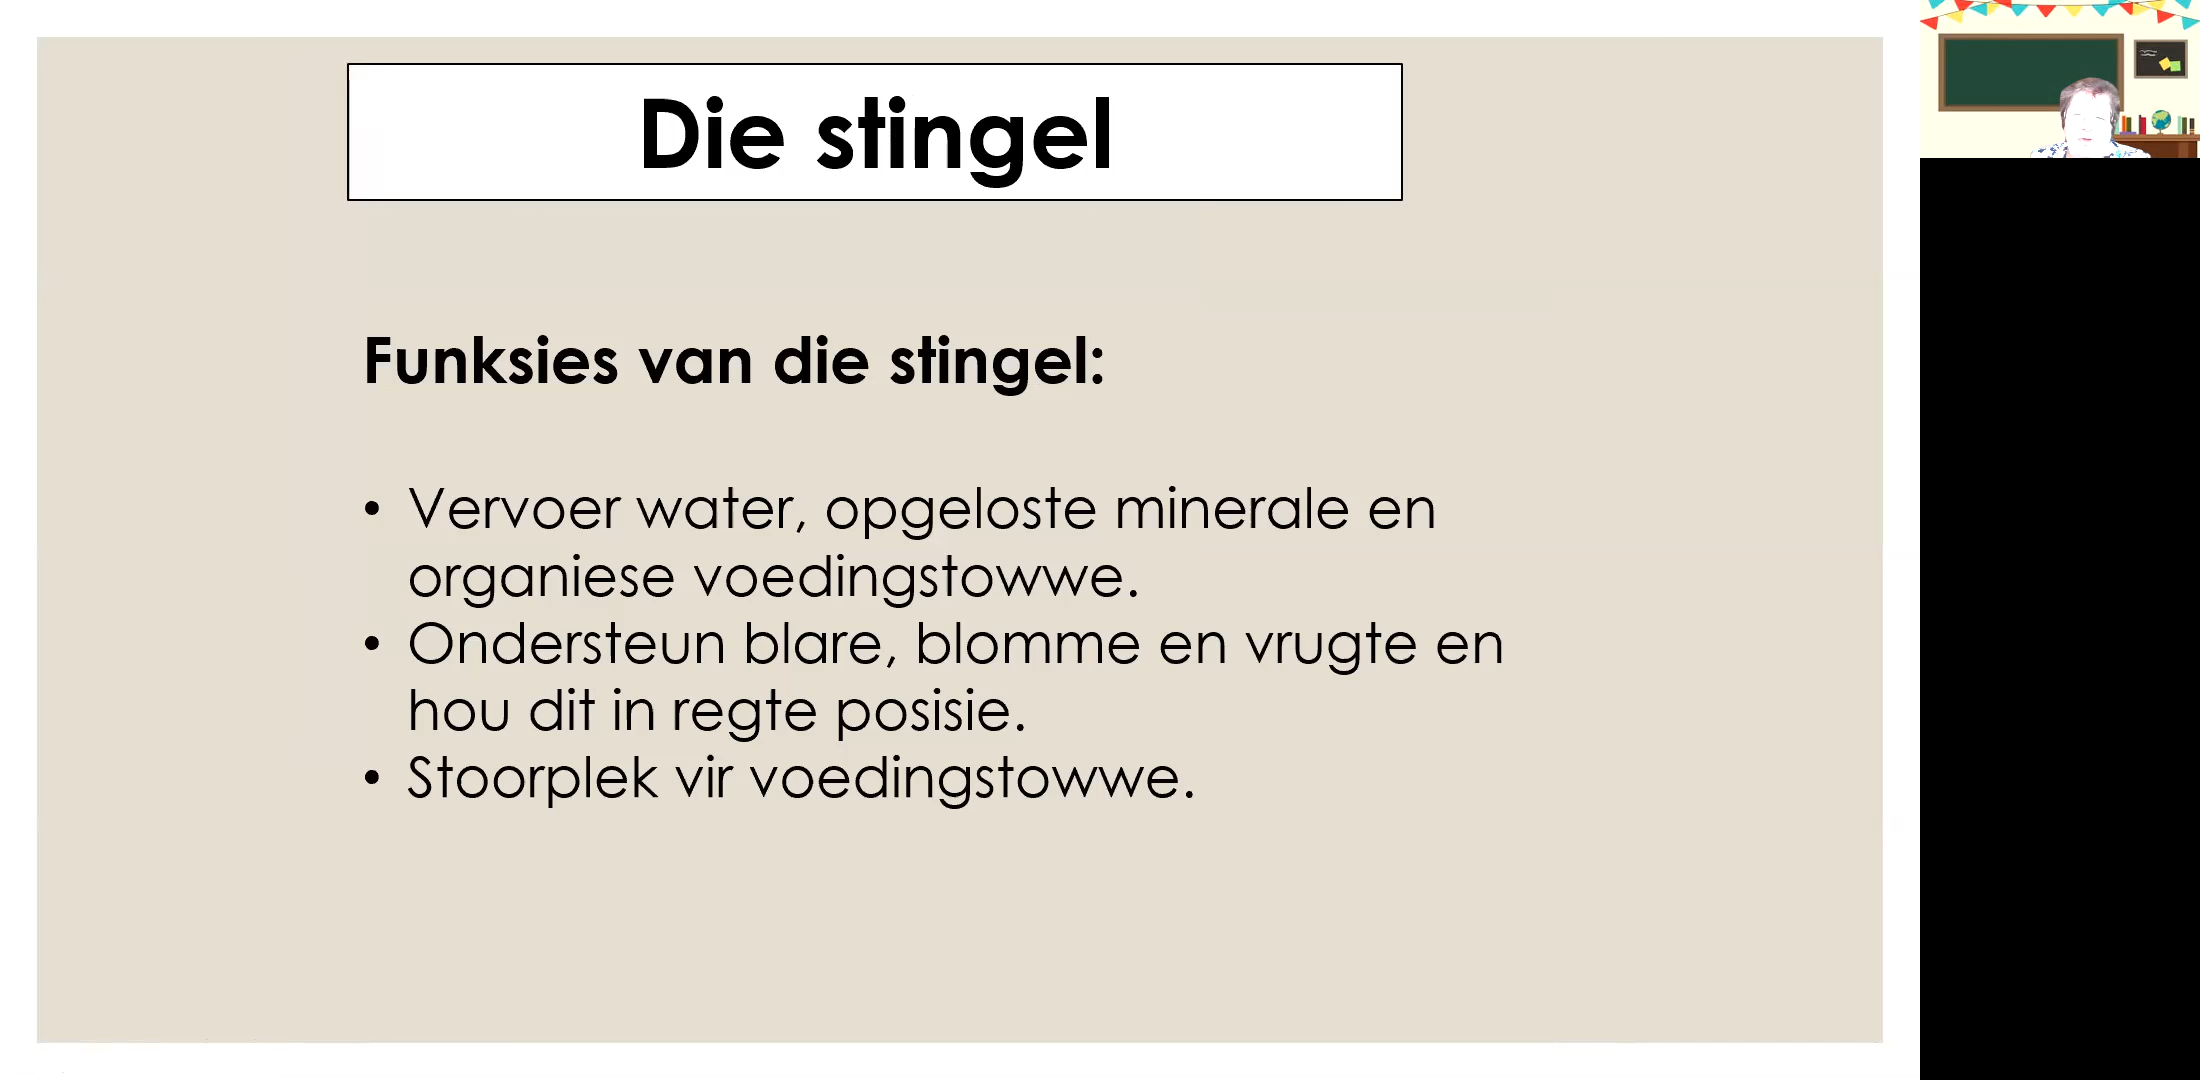 Die stingel
Funksies van die stingel:
• Vervoer water, opgeloste minerale en
organiese voedingstowwe.
• Ondersteun blare, blomme en vrugte en
hou dit in regte posisie.
• Stoorplek vir voedingstowwe.